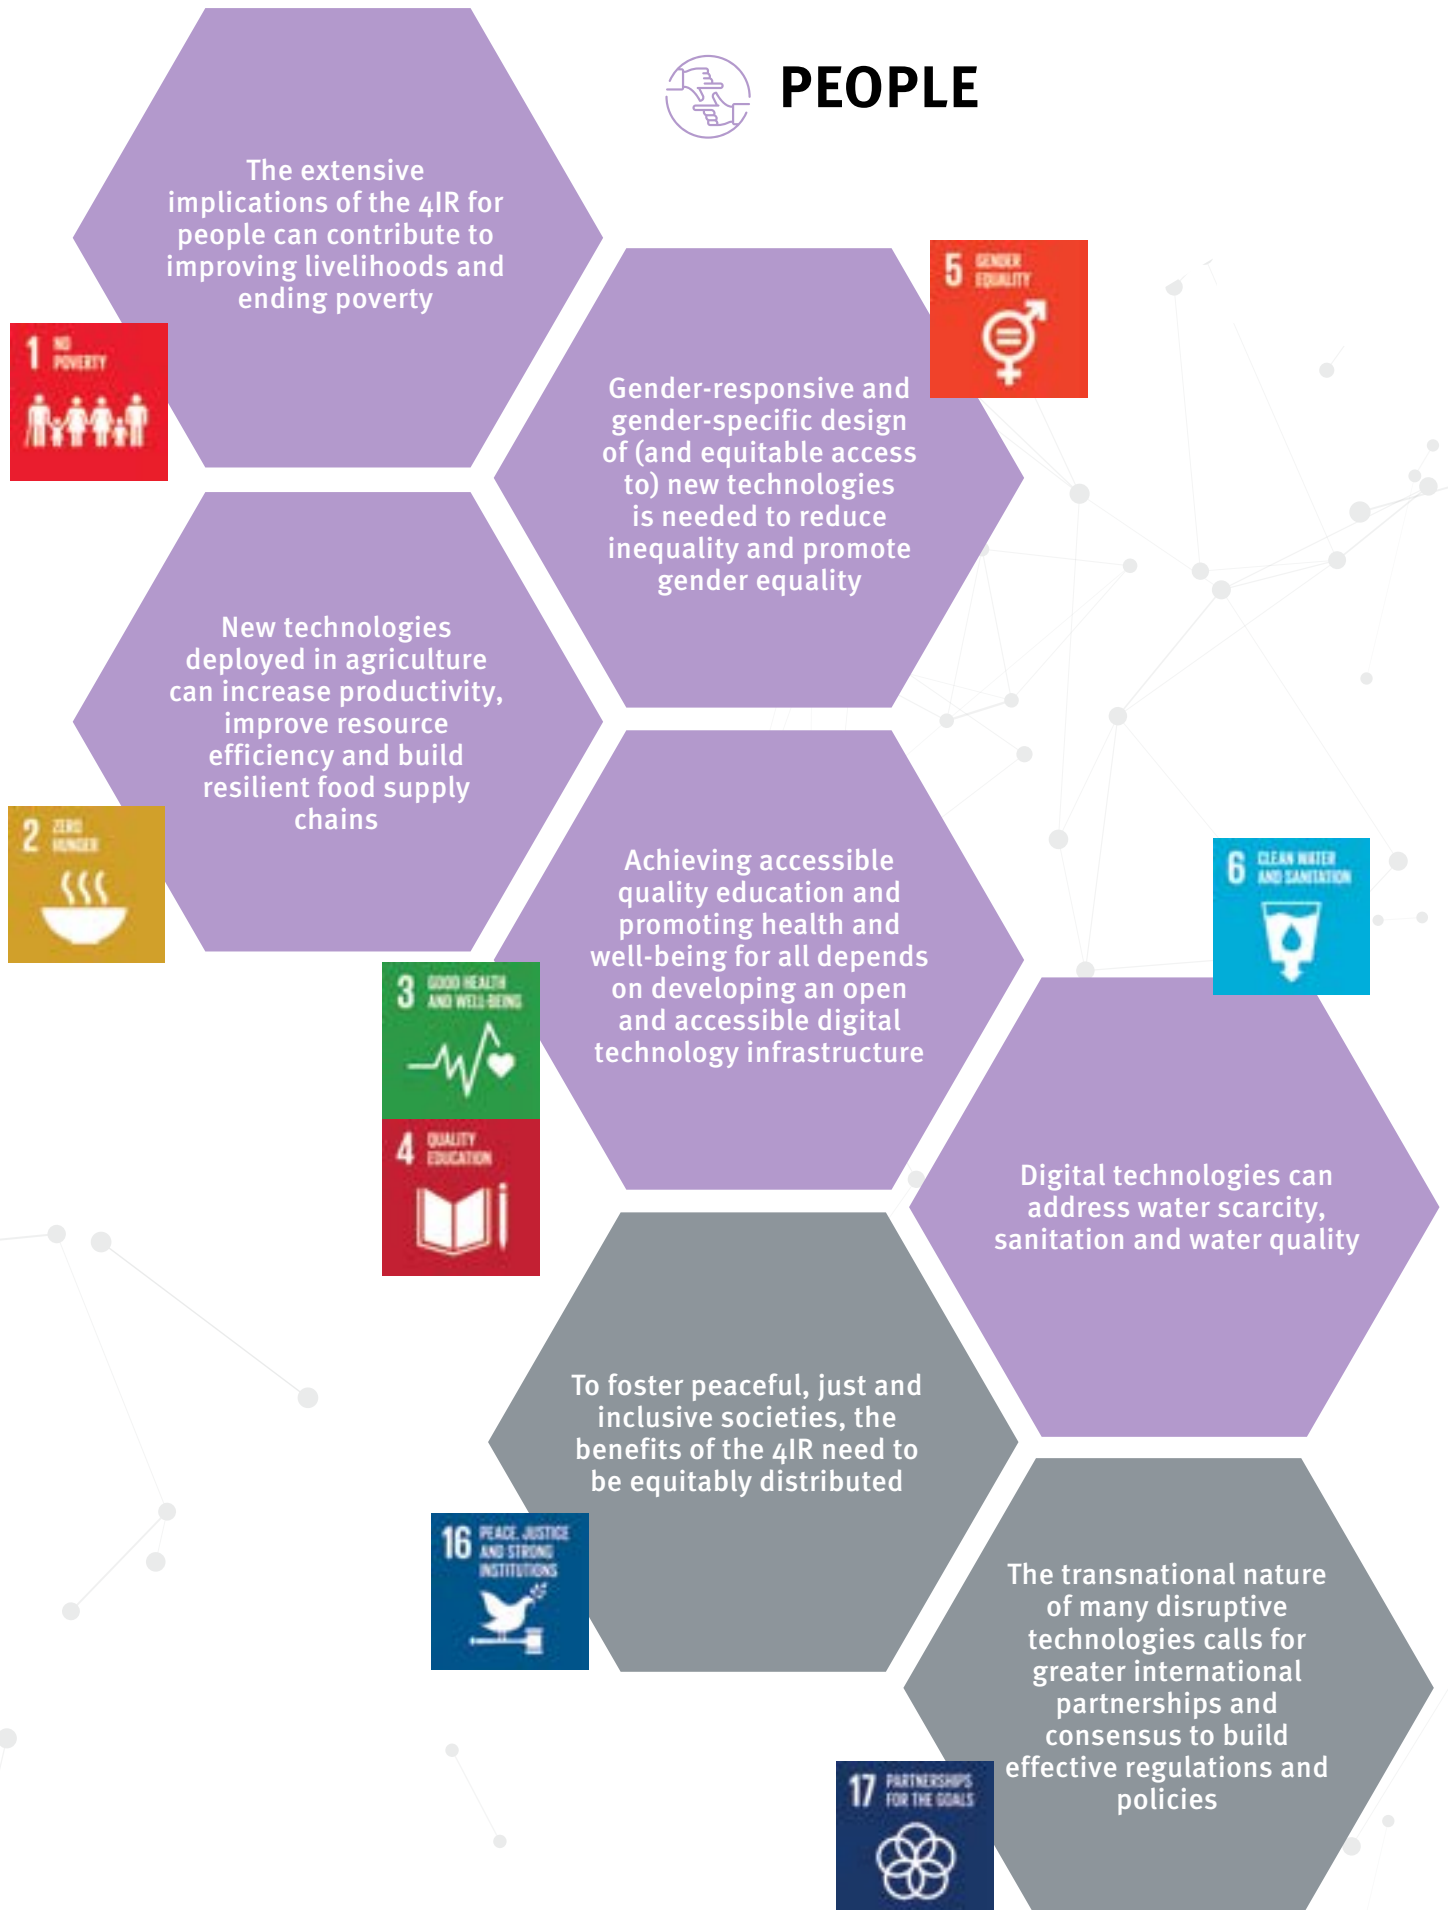 PEOPLE
The extensive
implications of the 4IR for
people can contribute to
improving livelihoods and
ending poverty
1 NO
POVERTY
5 GENDER
EQUALITY
Gender-responsive and
gender-specific design
of (and equitable access
to) new technologies
is needed to reduce
inequality and promote
gender equality
New technologies
deployed in agriculture
can increase productivity,
improve resource
efficiency and build
resilient food supply
chains
2 ZERO
HUNGER
Achieving accessible
quality education and
promoting health and
well-being for all depends
on developing an open
and accessible digital
technology infrastructure
3 GOOD HEALTH
AND WELL-BEING
4 QUALITY
EDUCATION
6 CLEAN WATER
AND SANITATION
Digital technologies can
address water scarcity,
sanitation and water quality
To foster peaceful, just and
inclusive societies, the
benefits of the 4IR need to
be equitably distributed
16 PEACE, JUSTICE
AND STRONG
INSTITUTIONS
The transnational nature
of many disruptive
technologies calls for
greater international
partnerships and
consensus to build
effective regulations and
policies
17 PARTNERSHIPS
FOR THE GOALS